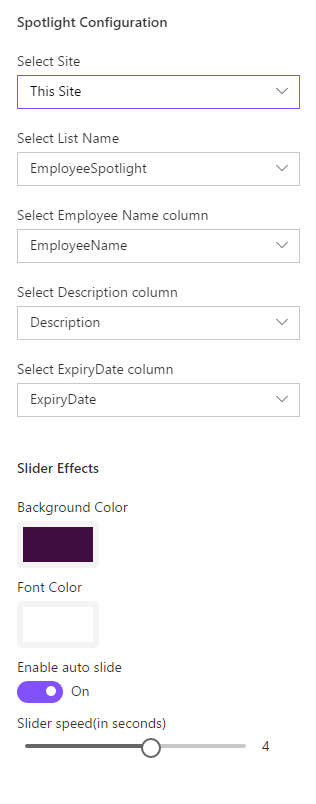 Spotlight Configuration
Select Site
This Site
Select List Name
EmployeeSpotlight
Select Employee Name column
EmployeeName
Select Description column
Description
Select ExpiryDate column
ExpiryDate
Slider Effects
Background Color
Font Color
Enable auto slide
On
Slider speed(in seconds)
4